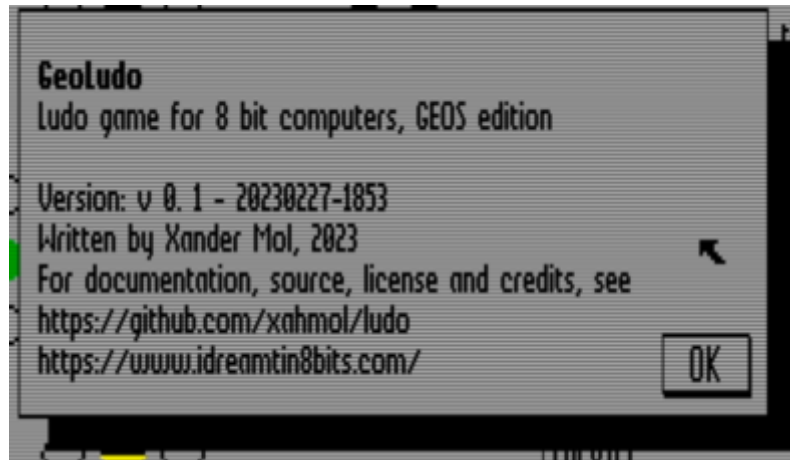 GeoLudo
Ludo game for 8 bit computers, GEOS edition
Version: v 0. 1 - 20230227-1853
Written by Xander Mol, 2023
For documentation, source, license and credits, see
https://github.com/xahmol/ludo
https://www.idreamtin8bits.com/
OK